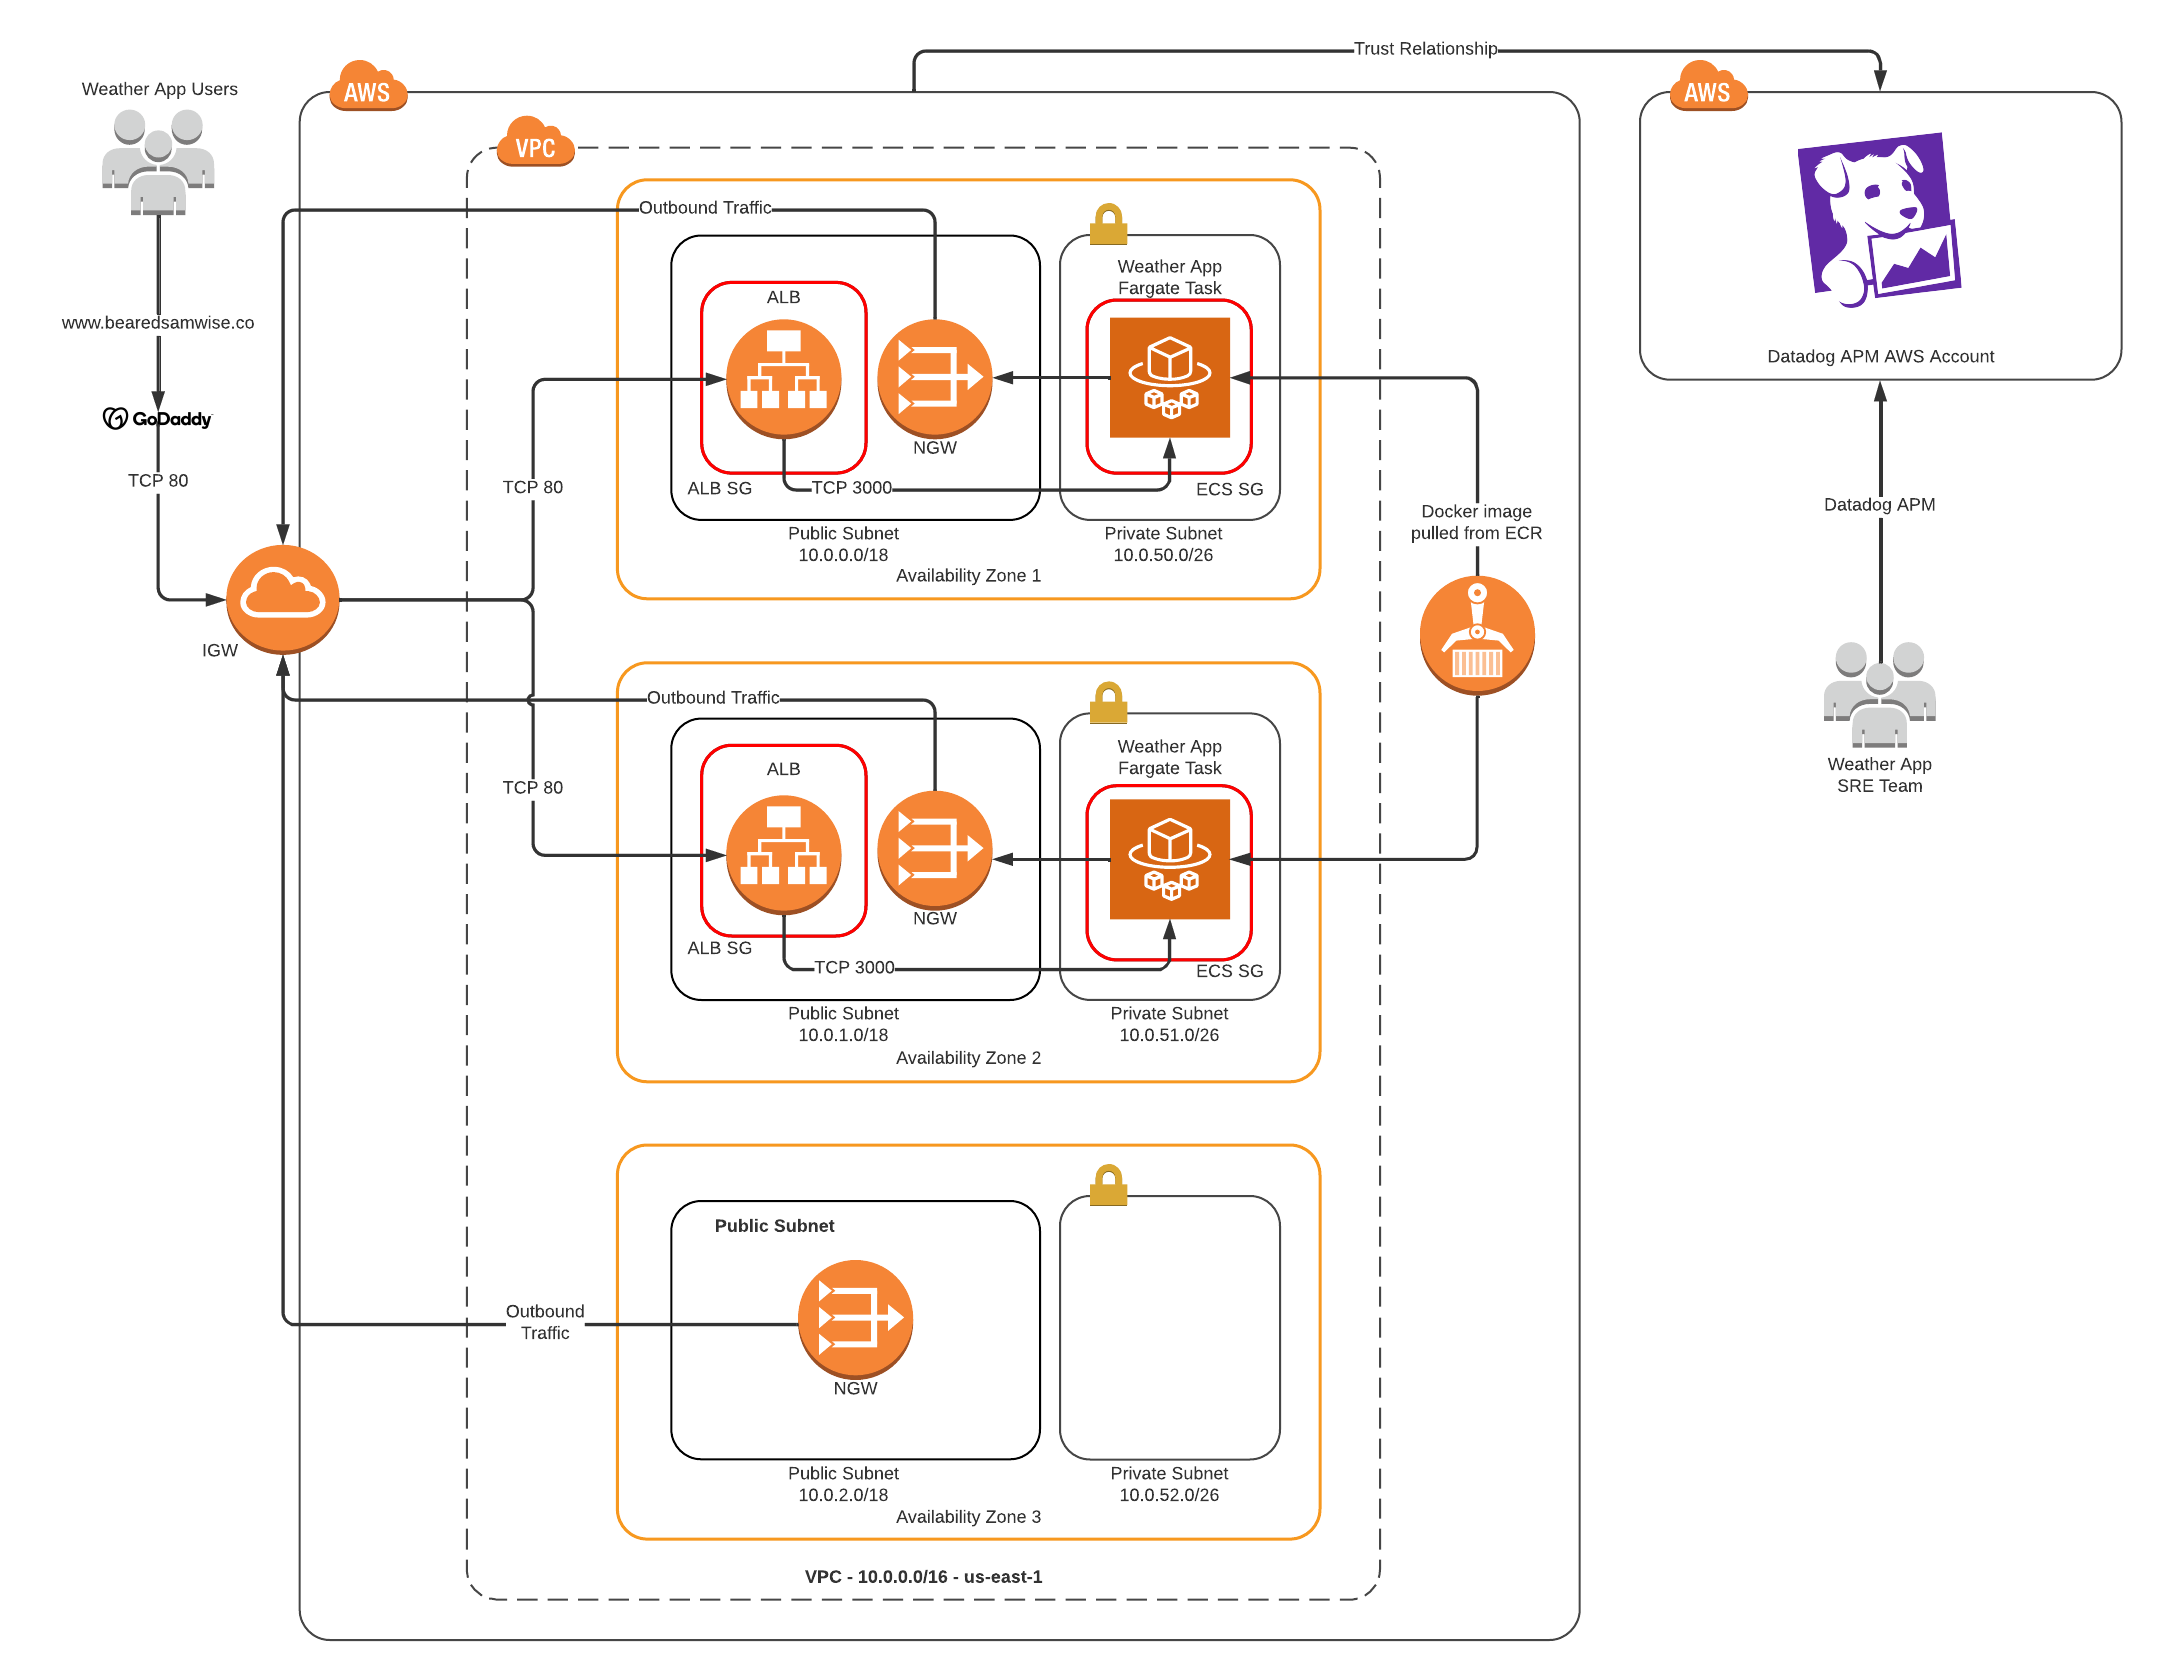 Trust Relationship
Weather App Users
AWS
AWS
VPC
www.bearedsamwise.co
GoDaddy
TCP 80
IGW
Outbound Traffic
ALB
NGW
ALB SG
TCP 3000
Weather App
Fargate Task
ECS SG
TCP 80
Public Subnet
10.0.0.0/18
Private Subnet
10.0.50.0/26
Availability Zone 1
Docker image
pulled from ECR
Datadog APM AWS Account
Datadog APM
Weather App
SRE Team
Outbound Traffic
ALB
NGW
ALB SG
TCP 3000
Weather App
Fargate Task
ECS SG
TCP 80
Public Subnet
10.0.1.0/18
Private Subnet
10.0.51.0/26
Availability Zone 2
Public Subnet
Outbound
Traffic
NGW
Public Subnet
10.0.2.0/18
Private Subnet
10.0.52.0/26
Availability Zone 3
VPC - 10.0.0.0/16 - us-east-1